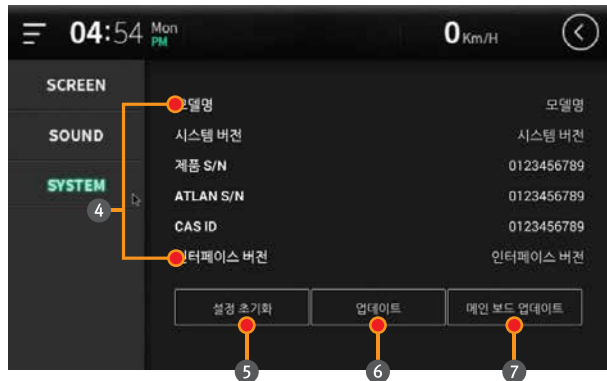 04:54 Mon PM 0 Km/H
SCREEN
SOUND
SYSTEM
모델명 모델명
시스템 버전 시스템 버전
제품 S/N 0123456789
ATLAN S/N 0123456789
CAS ID 0123456789
인터페이스 버전 인터페이스 버전
4
설정 초기화 업데이트 메인 보드 업데이트
5 6 7